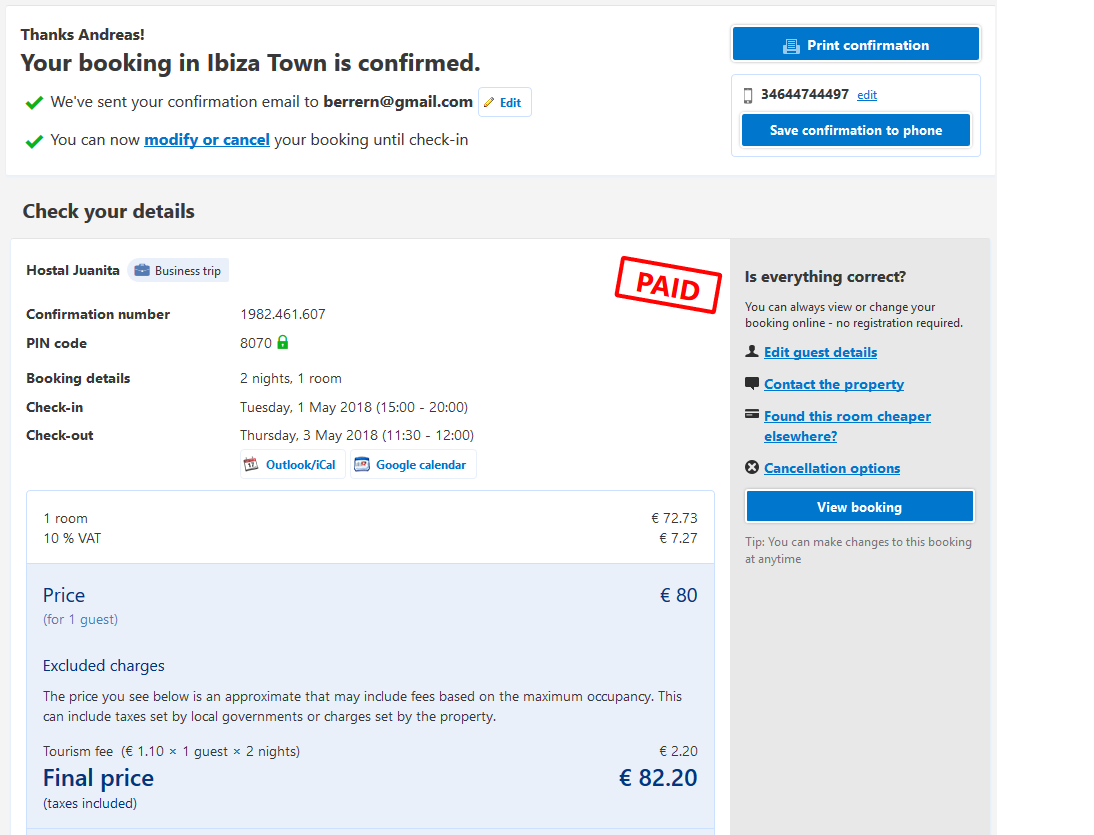 Thanks Andreas!
Your booking in Ibiza Town is confirmed.
We've sent your confirmation email to berrern@gmail.com Edit
You can now modify or cancel your booking until check-in
Print confirmation
34644744497 edit
Save confirmation to phone
Check your details
Hostal Juanita Business trip
PAID
Confirmation number 1982.461.607
PIN code 8070
Booking details 2 nights, 1 room
Check-in Tuesday, 1 May 2018 (15:00 - 20:00)
Check-out Thursday, 3 May 2018 (11:30 - 12:00)
Outlook/iCal Google calendar
1 room € 72.73
10 % VAT € 7.27
Price € 80
(for 1 guest)
Excluded charges
The price you see below is an approximate that may include fees based on the maximum occupancy. This
can include taxes set by local governments or charges set by the property.
Tourism fee (€ 1.10 × 1 guest × 2 nights) € 2.20
Final price € 82.20
(taxes included)
Is everything correct?
You can always view or change your
booking online - no registration required.
Edit guest details
Contact the property
Found this room cheaper
elsewhere?
Cancellation options
View booking
Tip: You can make changes to this booking
at anytime